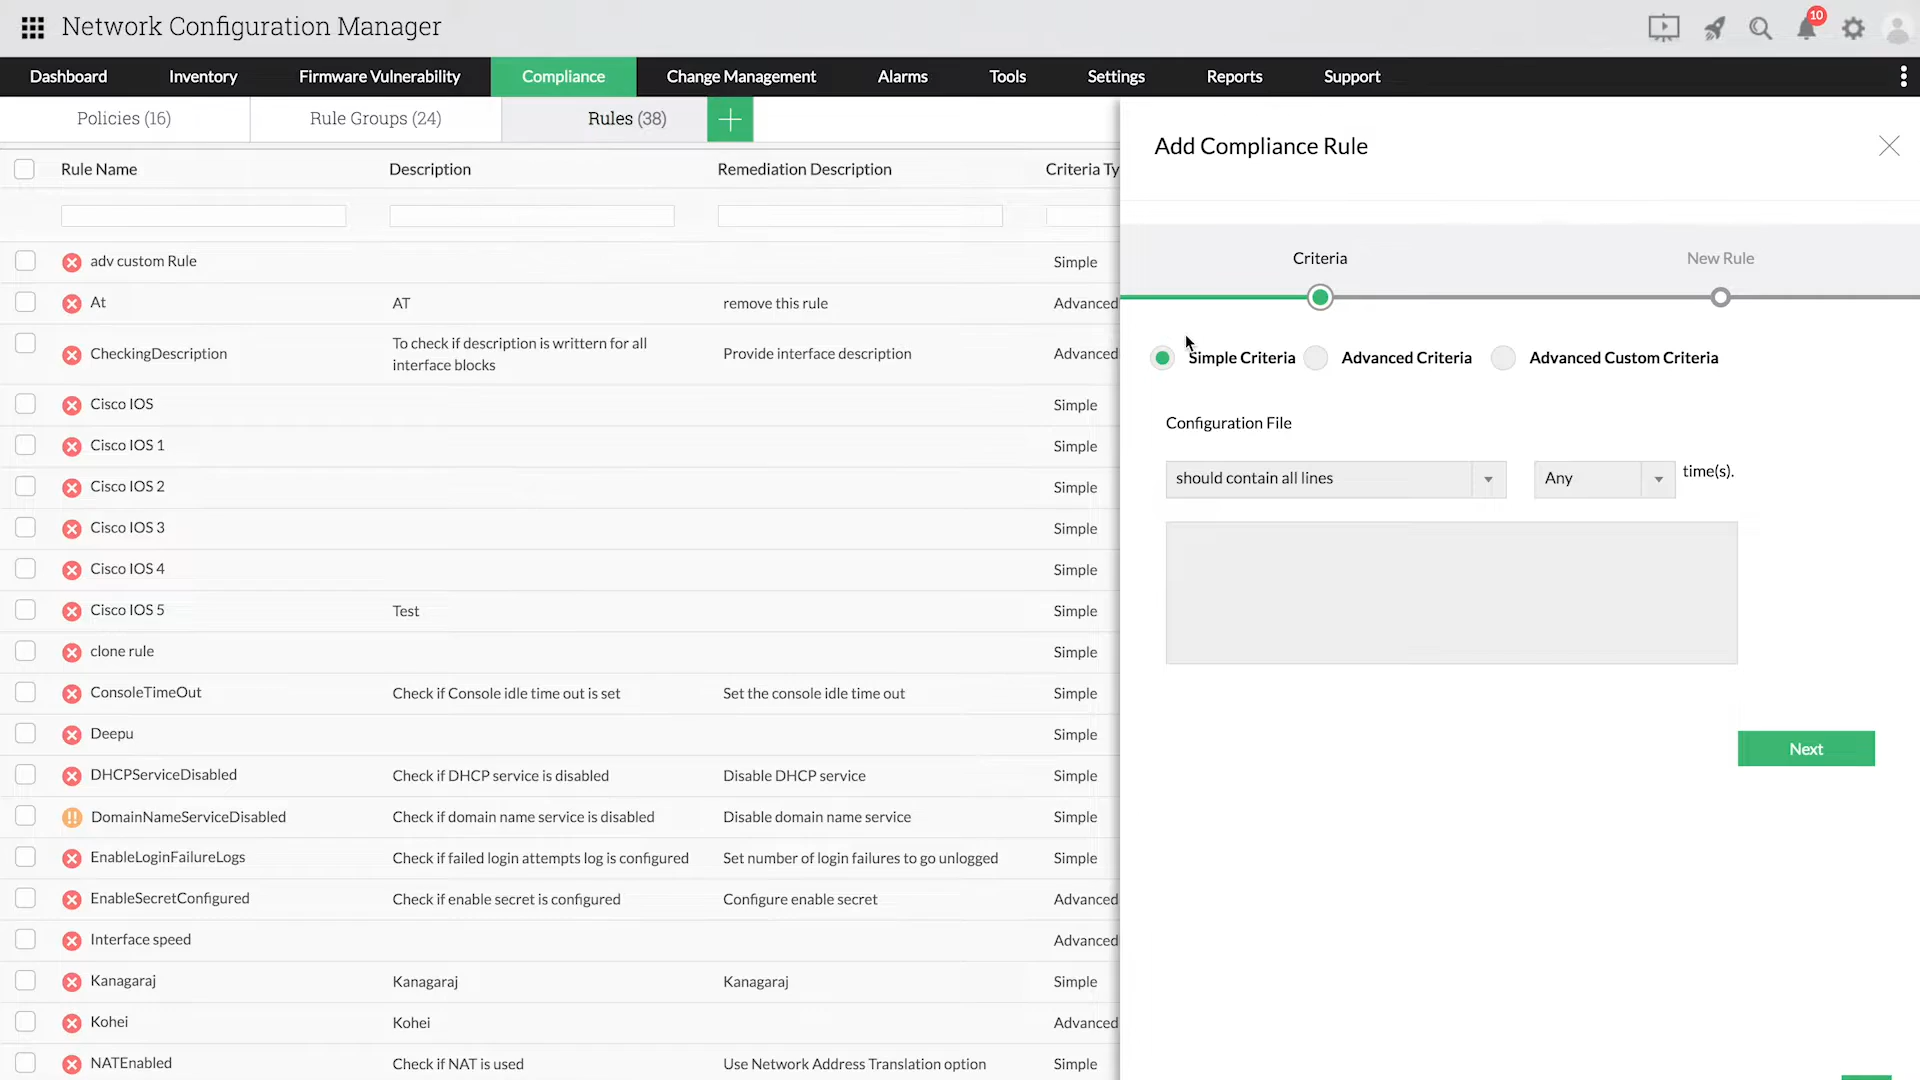 Network Configuration Manager
10
Dashboard Inventory Firmware Vulnerability Compliance Change Management Alarms Tools Settings Reports Support
Policies (16) Rule Groups (24) Rules (38)
Rule Name Description Remediation Description Criteria Ty
adv custom Rule Simple
At AT remove this rule Advanced
CheckingDescription To check if description is writtern for all interface blocks Provide interface description Advanced
Cisco IOS Simple
Cisco IOS 1 Simple
Cisco IOS 2 Simple
Cisco IOS 3 Simple
Cisco IOS 4 Simple
Cisco IOS 5 Test Simple
clone rule Simple
ConsoleTimeOut Check if Console idle time out is set Set the console idle time out Simple
Deepu Simple
DHCPServiceDisabled Check if DHCP service is disabled Disable DHCP service Simple
DomainNameServiceDisabled Check if domain name service is disabled Disable domain name service Simple
EnableLoginFailureLogs Check if failed login attempts log is configured Set number of login failures to go unlogged Simple
EnableSecretConfigured Check if enable secret is configured Configure enable secret Advanced
Interface speed Advanced
Kanagaraj Kanagaraj Kanagaraj Simple
Kohei Kohei Advanced
NATEnabled Check if NAT is used Use Network Address Translation option Simple
Add Compliance Rule
Criteria New Rule
Simple Criteria Advanced Criteria Advanced Custom Criteria
Configuration File
should contain all lines Any time(s).
Next